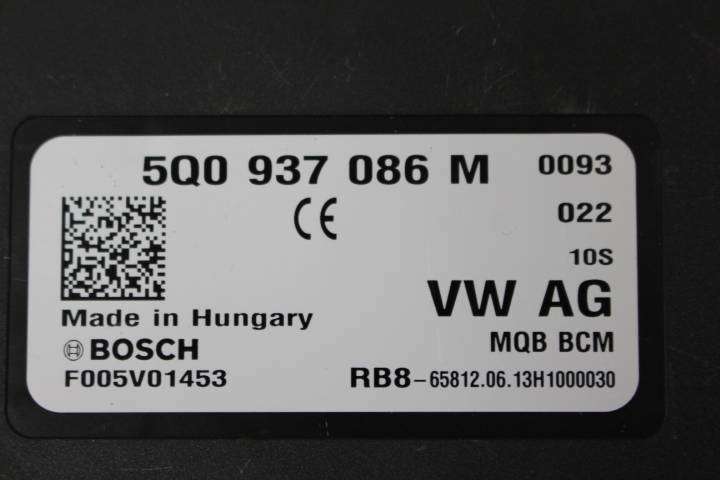 5Q0 937 086 M 0093
CE 022
10S
VW AG
Made in Hungary
MQB BCM
BOSCH
F005V01453 RB8-65812.06.13H1000030